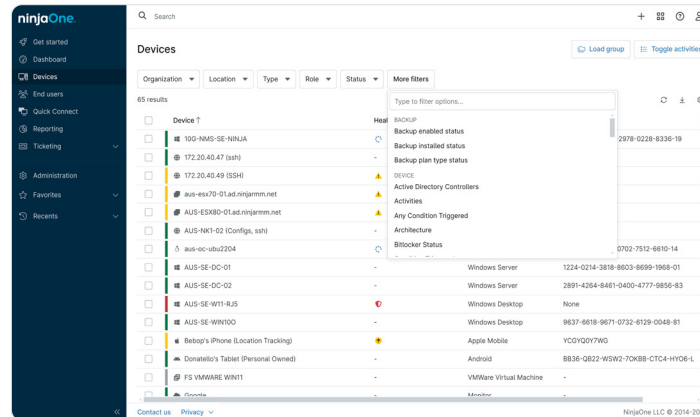 ninjaOne.
Search
Get started
Dashboard
Devices
End users
Quick Connect
Reporting
Ticketing
Administration
Favorites
Recents
Devices
Load group
Toggle activities
Organization
Location
Type
Role
Status
More filters
65 results
Type to filter options...
BACKUP
Backup enabled status
Backup installed status
Backup plan type status
DEVICE
Active Directory Controllers
Activities
Any Condition Triggered
Architecture
Bitlocker Status
Device ↑ Heal
10G-NMS-SE-NINJA 2978-0228-8336-19
172.20.40.47 (ssh) -
172.20.40.49 (SSH)
aus-esx70-01.ad.ninjarmm.net
AUS-ESX80-01.ad.ninjarmm.net
AUS-NK1-02 (Configs, ssh) -
aus-oc-ubu2204 0702-7512-6610-14
AUS-SE-DC-01 - Windows Server 1224-0214-3818-8603-8699-1968-01
AUS-SE-DC-02 - Windows Server 2891-4264-8461-0400-4777-9856-83
AUS-SE-W11-RJ5 Windows Desktop None
AUS-SE-WIN10O - Windows Desktop 9637-6618-9671-0732-6129-0048-81
Bebop's iPhone (Location Tracking) Apple Mobile YCGYQ0Y7WG
Donatello's Tablet (Personal Owned) - Android BB36-QB22-WSW2-70KBB-CTC4-HYO6-L
FS VMWARE WIN11 - VMWare Virtual Machine -
Google - Monitor
Contact us Privacy
NinjaOne LLC © 2014-20